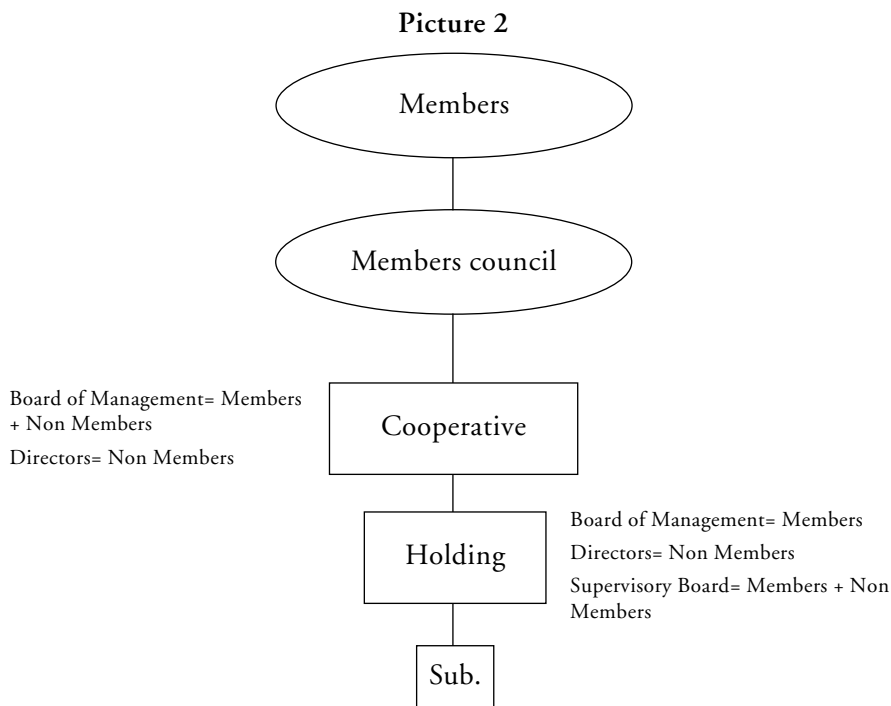 Picture 2
Members
Members council
Board of Management= Members
+ Non Members
Directors= Non Members
Cooperative
Holding
Board of Management= Members
Directors= Non Members
Supervisory Board= Members + Non
Members
Sub.